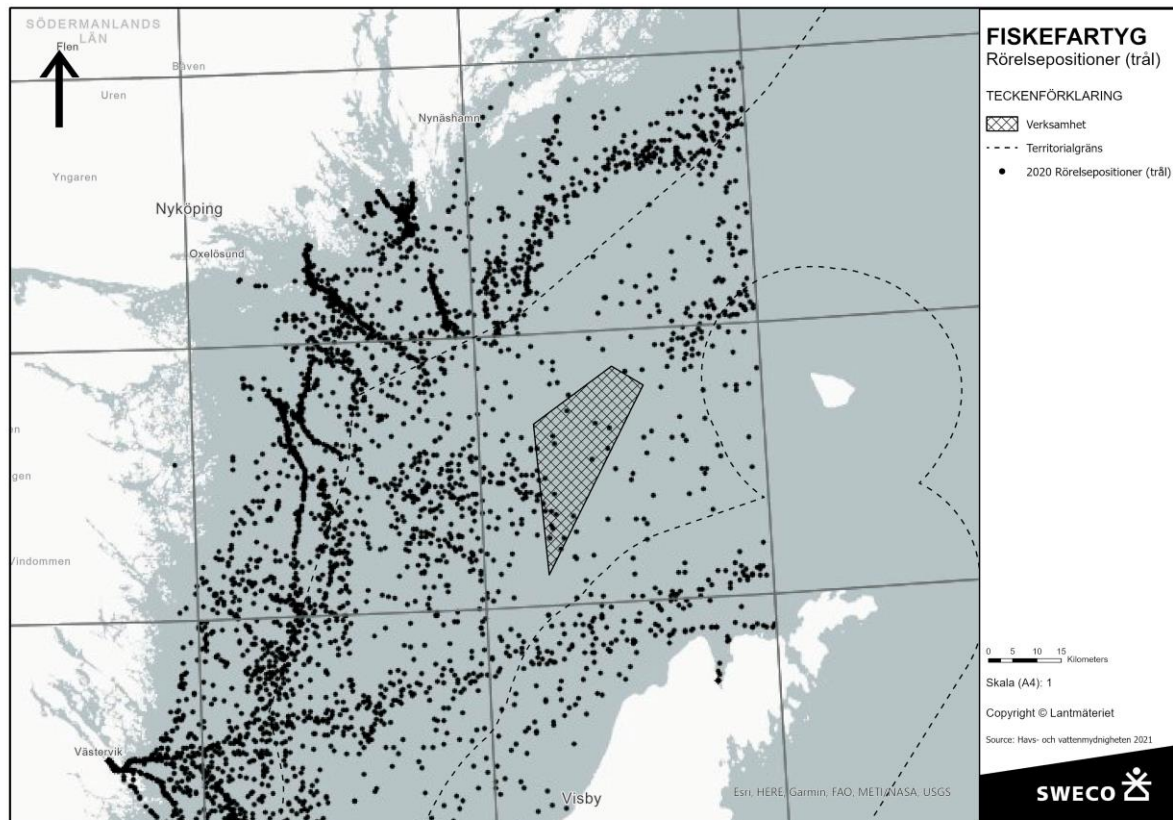 SÖDERMANLANDS
LÄN
Flen
Båven
Uren
Nynäshamn
Yngaren
Nyköping
Oxelösund
n
gen
Vindommen
Västervik
Visby
Esri, HERE, Garmin, FAO, METI/NASA, USGS
FISKEFARTYG
Rörelsepositioner (trål)
TECKENFÖRKLARING
Verksamhet
Territorialgräns
2020 Rörelsepositioner (trål)
0 5 10 15
Kilometers
Skala (A4): 1
Copyright © Lantmäteriet
Source: Havs- och vattenmydnigheten 2021
SWECO